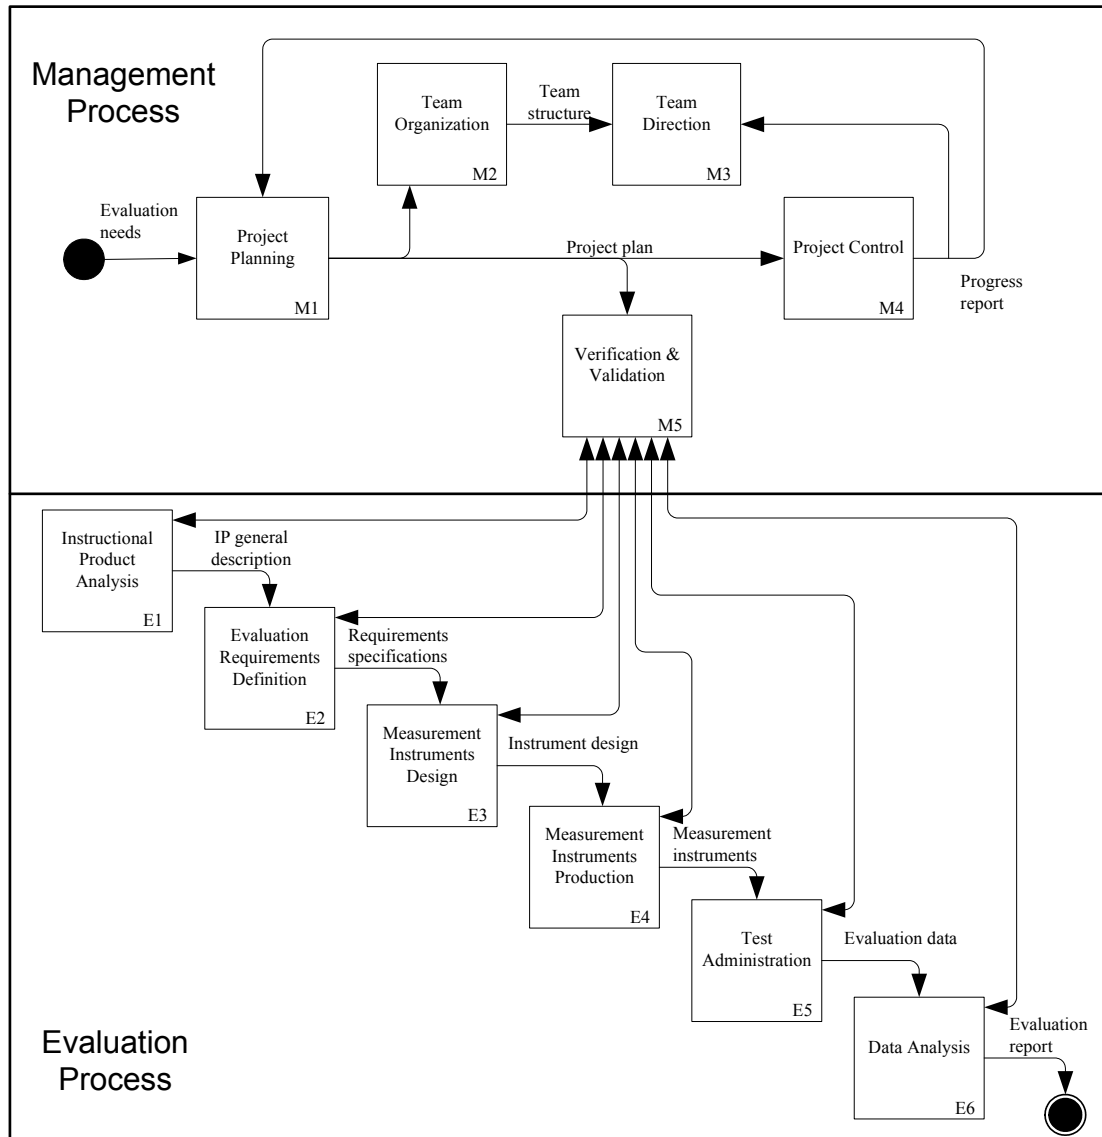 Management
Process
Team
Organization
M2
Team
structure
Team
Direction
M3
Evaluation
needs
Project
Planning
M1
Project plan
Project Control
M4
Progress
report
Verification &
Validation
M5
Instructional
Product
Analysis
E1
IP general
description
Evaluation
Requirements
Definition
E2
Requirements
specifications
Measurement
Instruments
Design
E3
Instrument design
Measurement
Instruments
Production
E4
Measurement
instruments
Test
Administration
E5
Evaluation data
Data Analysis
E6
Evaluation
report
Evaluation
Process